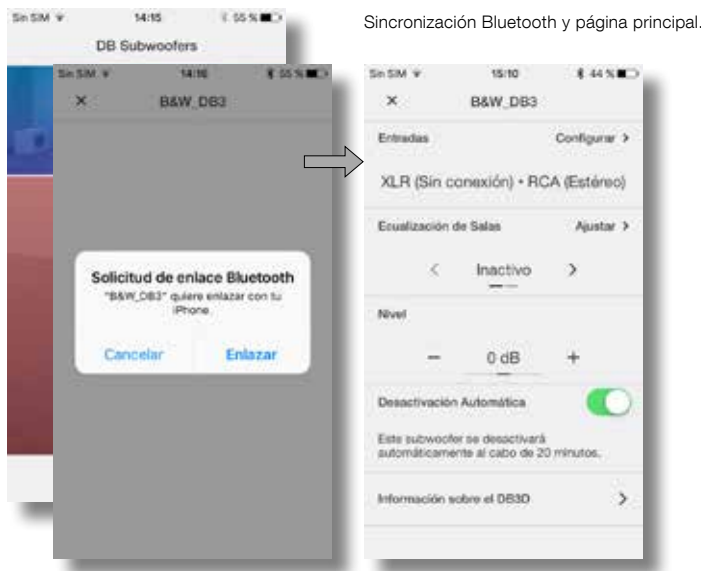 Sincronización Bluetooth y página principal.
Sin SIM 14:15 55 %
DB Subwoofers
Sin SIM 14:16 55 %
× B&W_DB3
Solicitud de enlace Bluetooth
"B&W_DB3" quiere enlazar con tu
iPhone.
Cancelar Enlazar
Sin SIM 15:10 44 %
× B&W_DB3
Entradas Configurar >
XLR (Sin conexión) • RCA (Estéreo)
Ecualización de Salas Ajustar >
< Inactivo >
Nivel
− 0 dB +
Desactivación Automática
Este subwoofer se desactivará
automáticamente al cabo de 20 minutos.
Información sobre el DB3D >